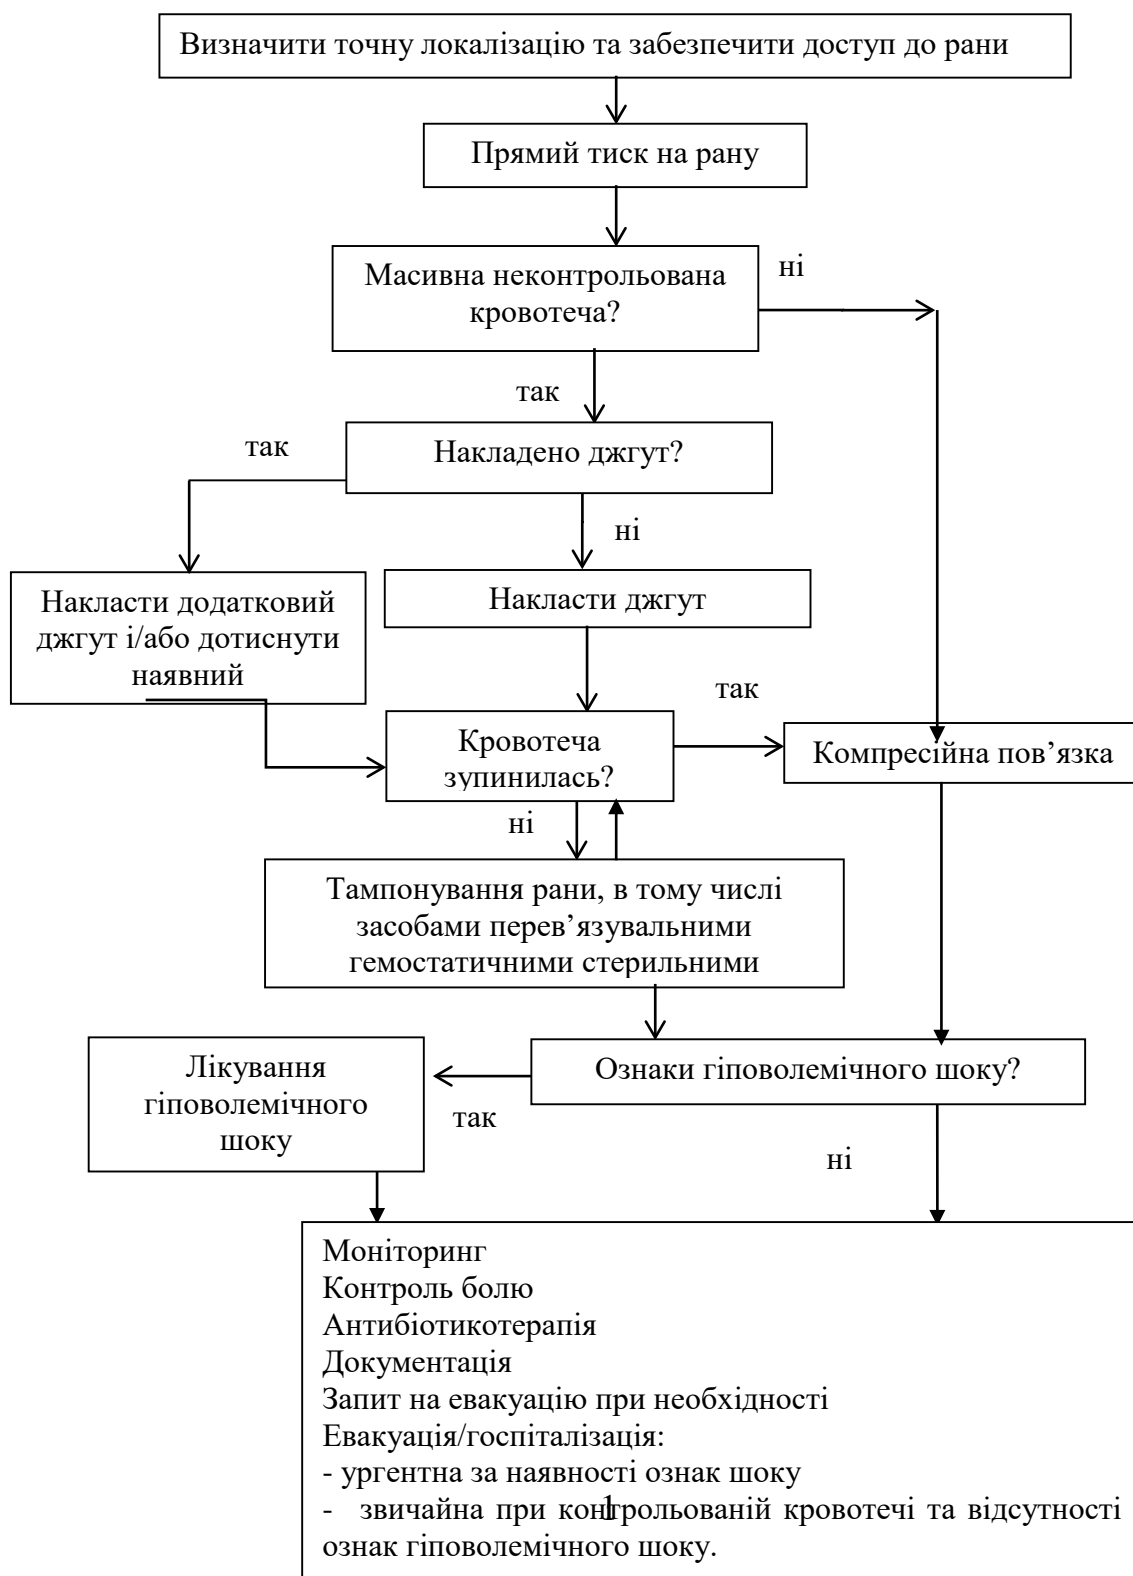 Визначити точну локалізацію та забезпечити доступ до рани
Прямий тиск на рану
Масивна неконтрольована
кровотеча?
ні
так
Накладено джгут?
так
ні
Накласти додатковий
джгут і/або дотиснути
наявний
Накласти джгут
так
Кровотеча
зупинилась?
Компресійна пов’язка
ні
Тампонування рани, в тому числі
засобами перев’язувальними
гемостатичними стерильними
Лікування
гіповолемічного
шоку
Ознаки гіповолемічного шоку?
так
ні
Моніторинг
Контроль болю
Антибіотикотерапія
Документація
Запит на евакуацію при необхідності
Евакуація/госпіталізація:
- ургентна за наявності ознак шоку
- звичайна при контрольованій кровотечі та відсутності
ознак гіповолемічного шоку.
1